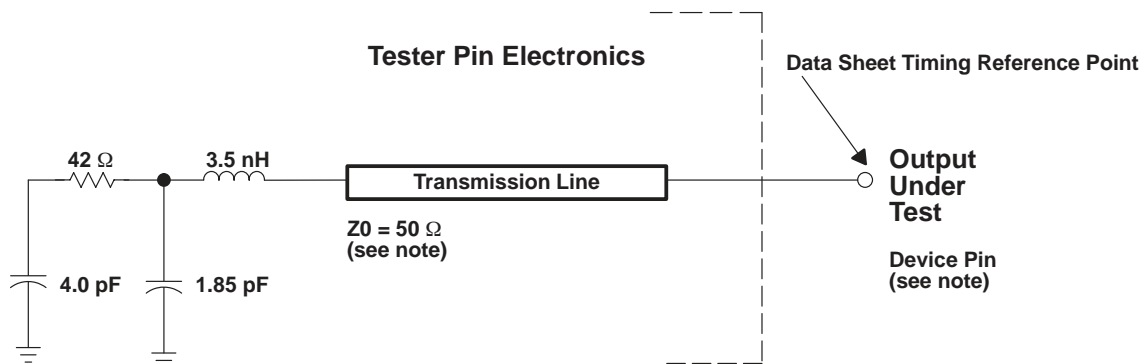 Tester Pin Electronics
Data Sheet Timing Reference Point
42 Ω
3.5 nH
Transmission Line
Output
Under
Test
Z0 = 50 Ω
(see note)
Device Pin
(see note)
4.0 pF
1.85 pF